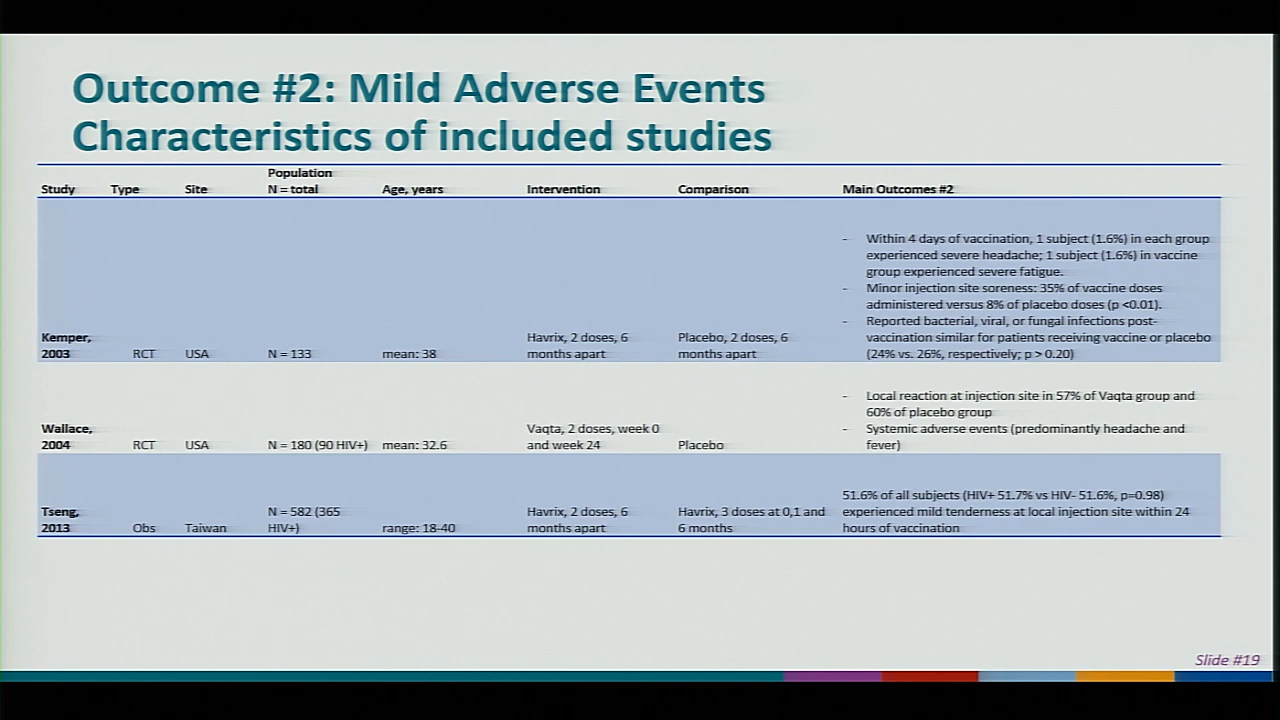 Outcome #2: Mild Adverse Events
Characteristics of included studies
Population
Study Type Site N = total Age, years Intervention Comparison Main Outcomes #2
Kemper,
2003 RCT USA N = 133 mean: 38
Havrix, 2 doses, 6
months apart
Placebo, 2 doses, 6
months apart
- Within 4 days of vaccination, 1 subject (1.6%) in each group
experienced severe headache; 1 subject (1.6%) in vaccine
group experienced severe fatigue.
- Minor injection site soreness: 35% of vaccine doses
administered versus 8% of placebo doses (p <0.01).
- Reported bacterial, viral, or fungal infections post-
vaccination similar for patients receiving vaccine or placebo
(24% vs. 26%, respectively; p > 0.20)
Wallace,
2004 RCT USA N = 180 (90 HIV+) mean: 32.6
Vaqta, 2 doses, week 0
and week 24
Placebo
- Local reaction at injection site in 57% of Vaqta group and
60% of placebo group
- Systemic adverse events (predominantly headache and
fever)
Tseng,
2013 Obs Taiwan
N = 582 (365
HIV+)
range: 18-40
Havrix, 2 doses, 6
months apart
Havrix, 3 doses at 0,1 and
6 months
51.6% of all subjects (HIV+ 51.7% vs HIV- 51.6%, p=0.98)
experienced mild tenderness at local injection site within 24
hours of vaccination
Slide #19